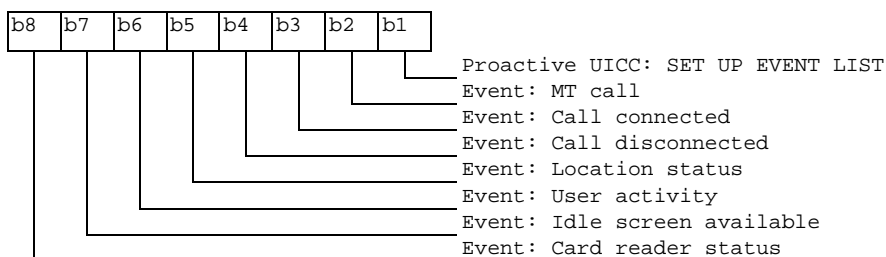 b8 b7 b6 b5 b4 b3 b2 b1
Proactive UICC: SET UP EVENT LIST
Event: MT call
Event: Call connected
Event: Call disconnected
Event: Location status
Event: User activity
Event: Idle screen available
Event: Card reader status